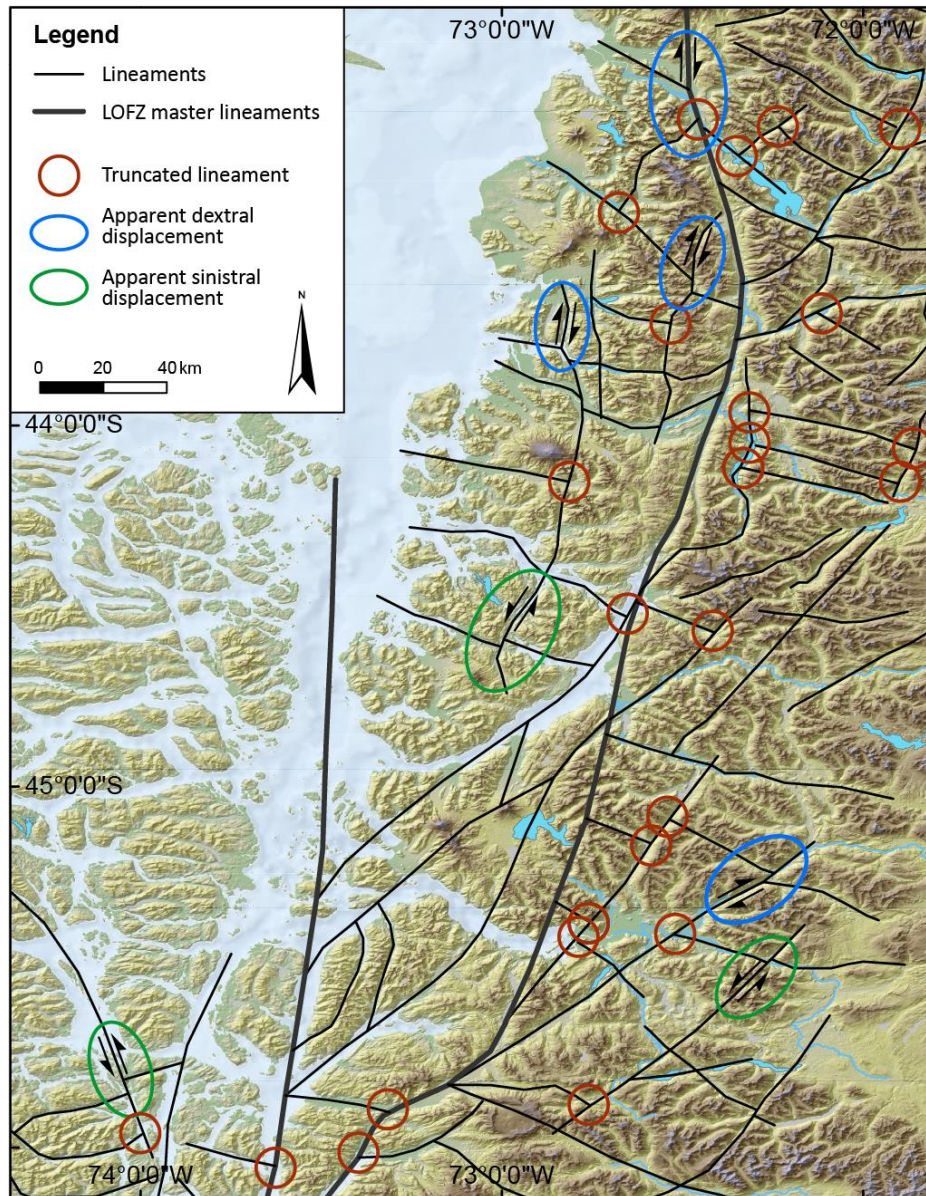 73°0'0"W
72°0'0"W
Legend
Lineaments
LOFZ master lineaments
Truncated lineament
Apparent dextral
displacement
Apparent sinistral
displacement
N
0 20 40 km
44°0'0"S
45°0'0"S
74°0'0"W
73°0'0"W